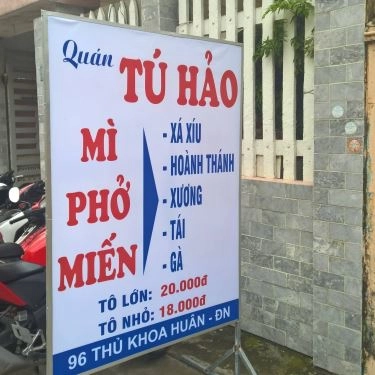 Quán
TÚ HẢO
MÌ
PHỞ
MIẾN
- XÁ XÍU
- HOÀNH THÁNH
- XƯƠNG
- TÁI
- GÀ
TÔ LỚN: 20.000đ
TÔ NHỎ: 18.000đ
96 THỦ KHOA HUÂN - ĐN